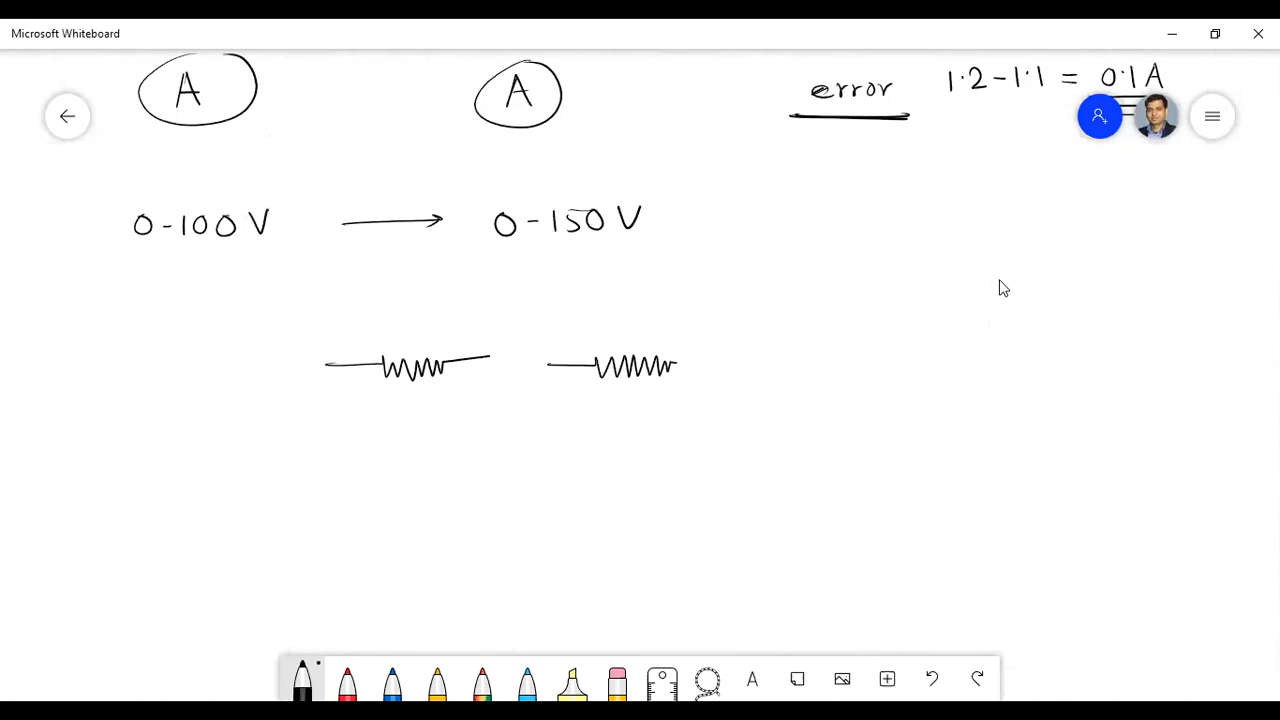 Microsoft Whiteboard
A
A
error
1·2-1·1 = 0·1A
0-100 V
0-150 V
A